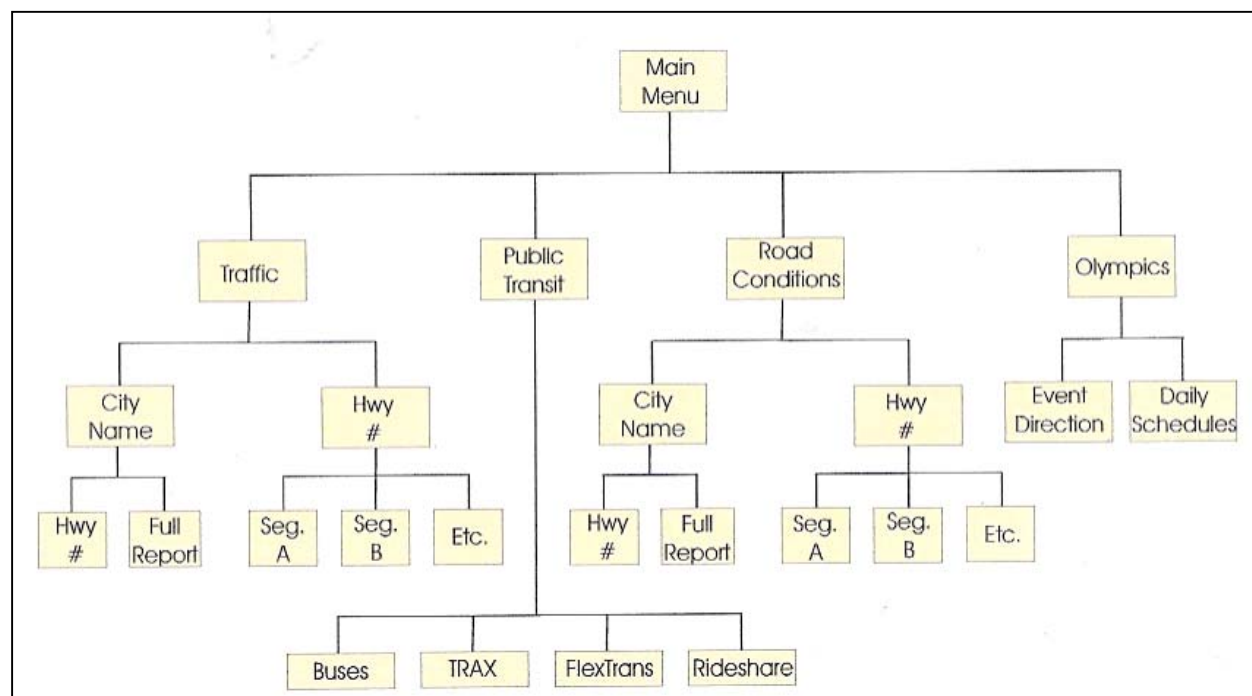 Main
Menu
Traffic
Public
Transit
Road
Conditions
Olympics
City
Name
Hwy
#
City
Name
Hwy
#
Event
Direction
Daily
Schedules
Hwy
#
Full
Report
Seg.
A
Seg.
B
Etc.
Hwy
#
Full
Report
Seg.
A
Seg.
B
Etc.
Buses
TRAX
FlexTrans
Rideshare